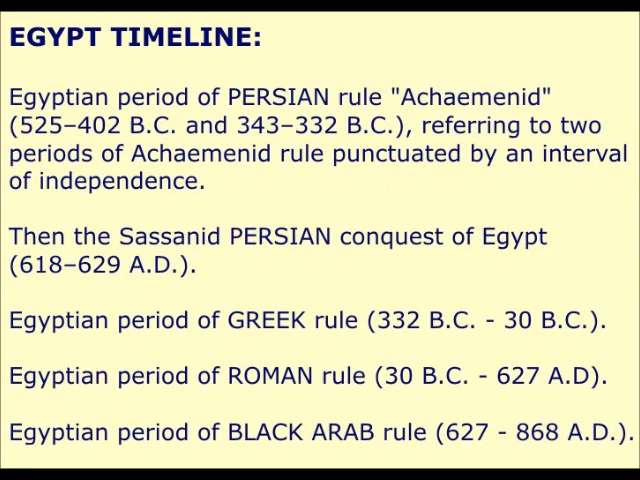 EGYPT TIMELINE:
Egyptian period of PERSIAN rule "Achaemenid"
(525–402 B.C. and 343–332 B.C.), referring to two
periods of Achaemenid rule punctuated by an interval
of independence.
Then the Sassanid PERSIAN conquest of Egypt
(618–629 A.D.).
Egyptian period of GREEK rule (332 B.C. - 30 B.C.).
Egyptian period of ROMAN rule (30 B.C. - 627 A.D).
Egyptian period of BLACK ARAB rule (627 - 868 A.D.).